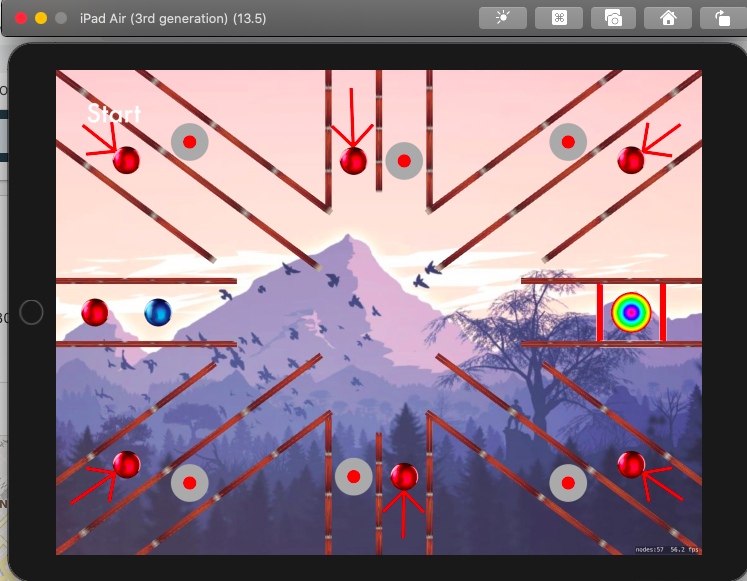 iPad Air (3rd generation) (13.5)
Start
nodes:57 56.2 fps